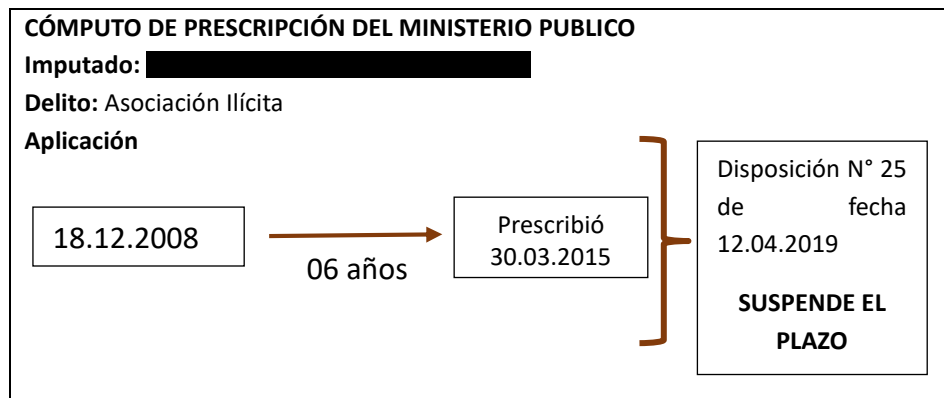 CÓMPUTO DE PRESCRIPCIÓN DEL MINISTERIO PUBLICO
Imputado:
Delito: Asociación Ilícita
Aplicación
18.12.2008
06 años
Prescribió
30.03.2015
Disposición N° 25
de fecha
12.04.2019
SUSPENDE EL
PLAZO